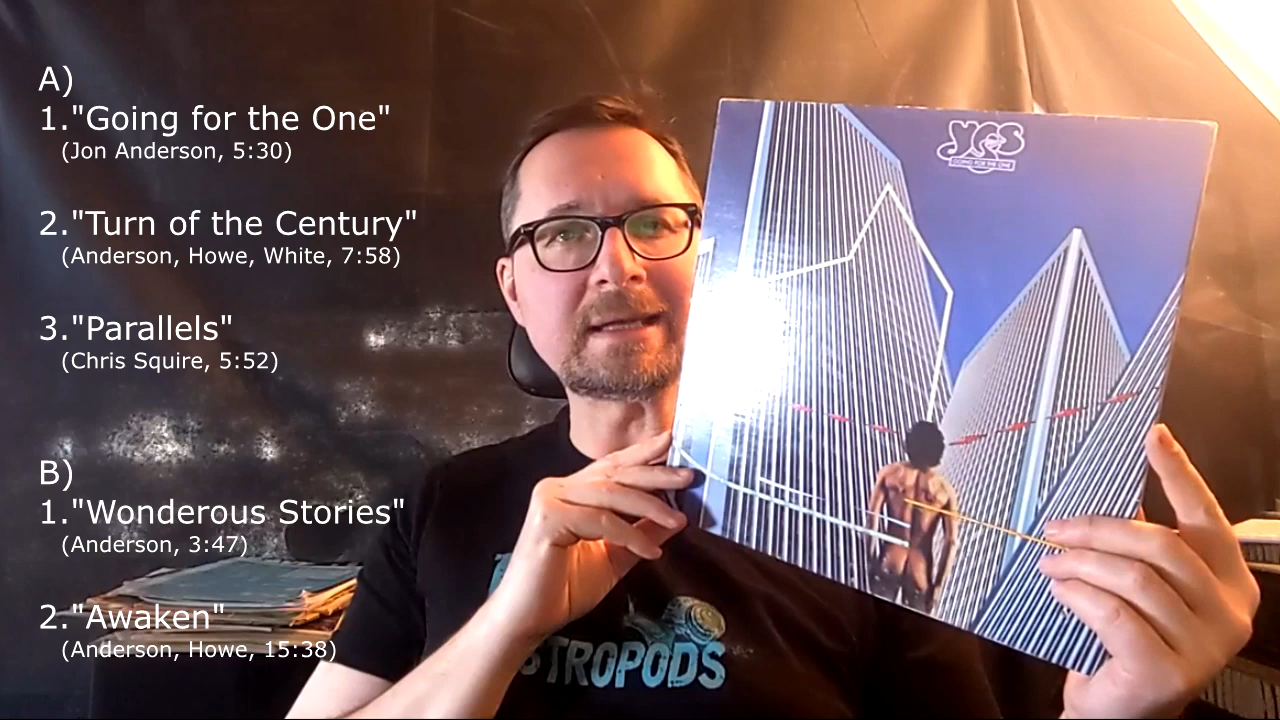 A)
1."Going for the One"
(Jon Anderson, 5:30)
2."Turn of the Century"
(Anderson, Howe, White, 7:58)
3."Parallels"
(Chris Squire, 5:52)
B)
1."Wonderous Stories"
(Anderson, 3:47)
2."Awaken"
(Anderson, Howe, 15:38)
yes
GOING FOR THE ONE
STROPODS